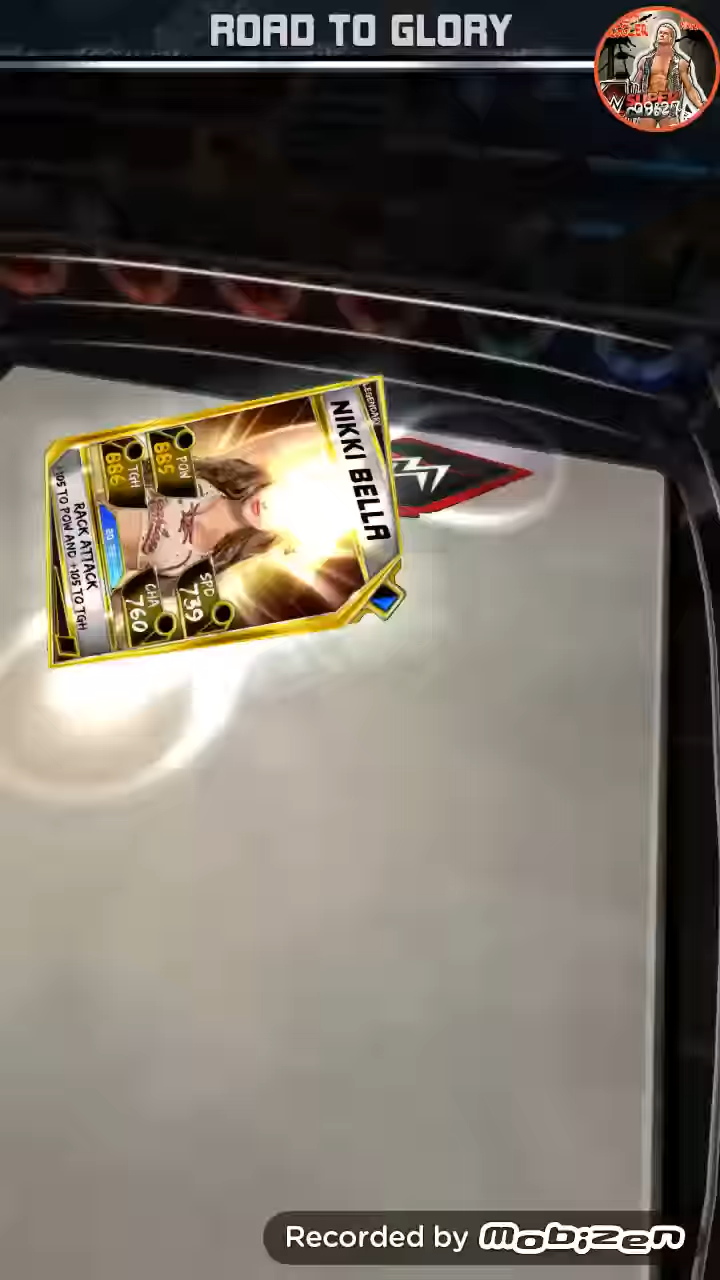 ROAD TO GLORY
LEGENDARY
NIKKI BELLA
POW
885
TGH
886
SPD
739
CHA
760
RACK ATTACK
+105 TO POW AND +105 TO TGH
Recorded by mobizen